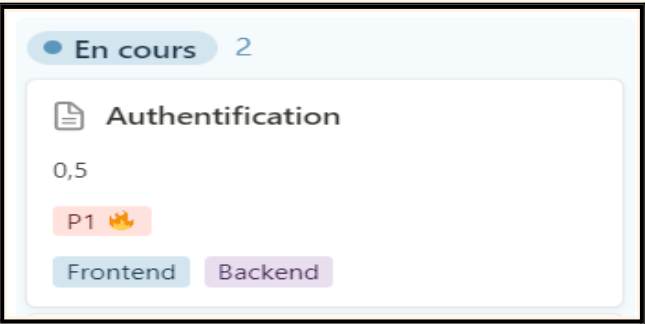 En cours 2
Authentification
0,5
P1 🔥
Frontend Backend